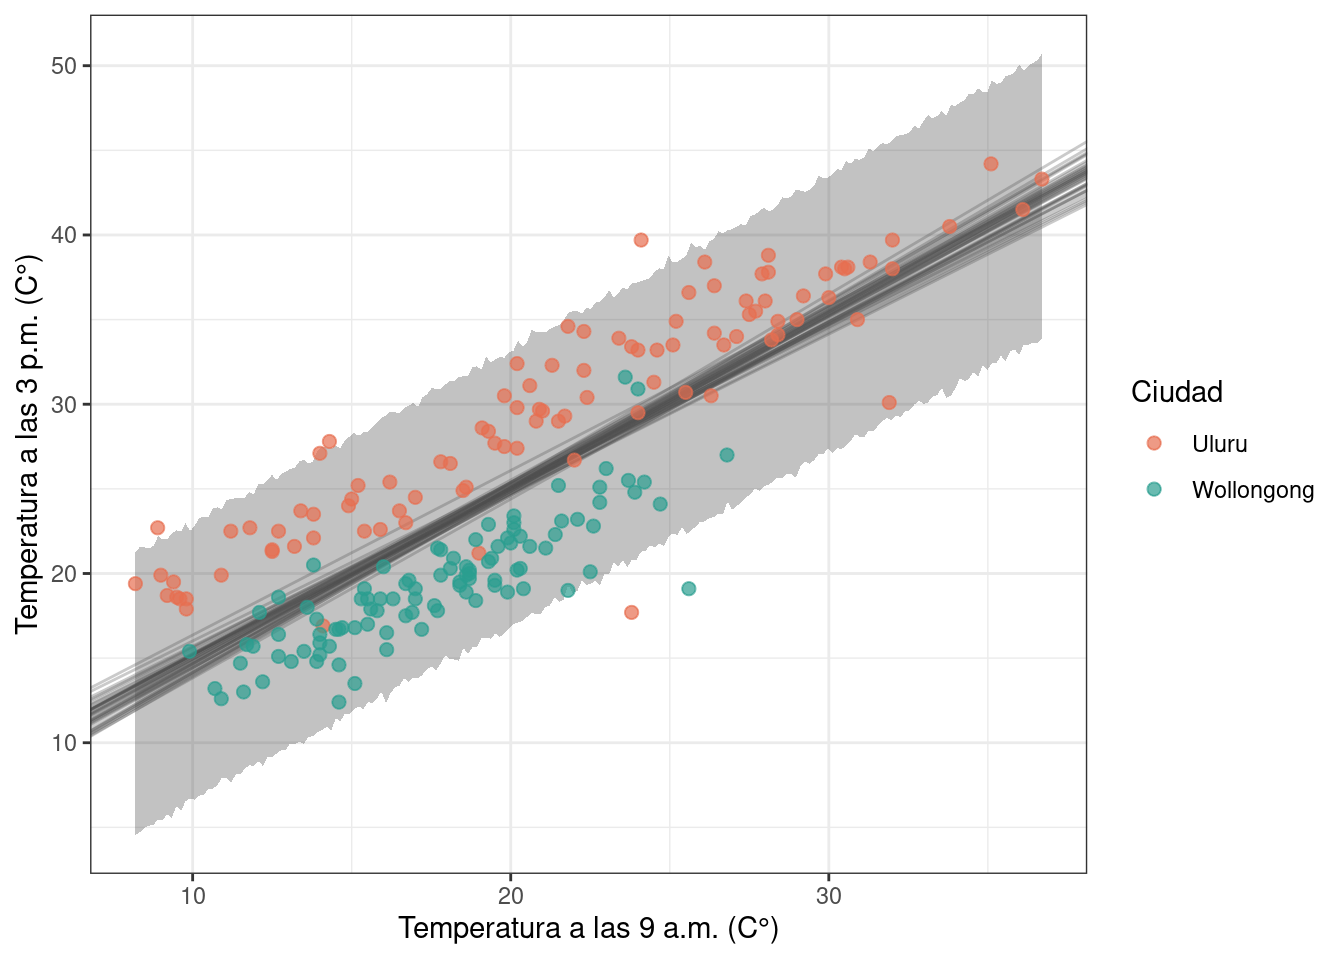 50
40
30
20
10
10
20
30
Temperatura a las 3 p.m. (C°)
Temperatura a las 9 a.m. (C°)
Ciudad
Uluru
Wollongong